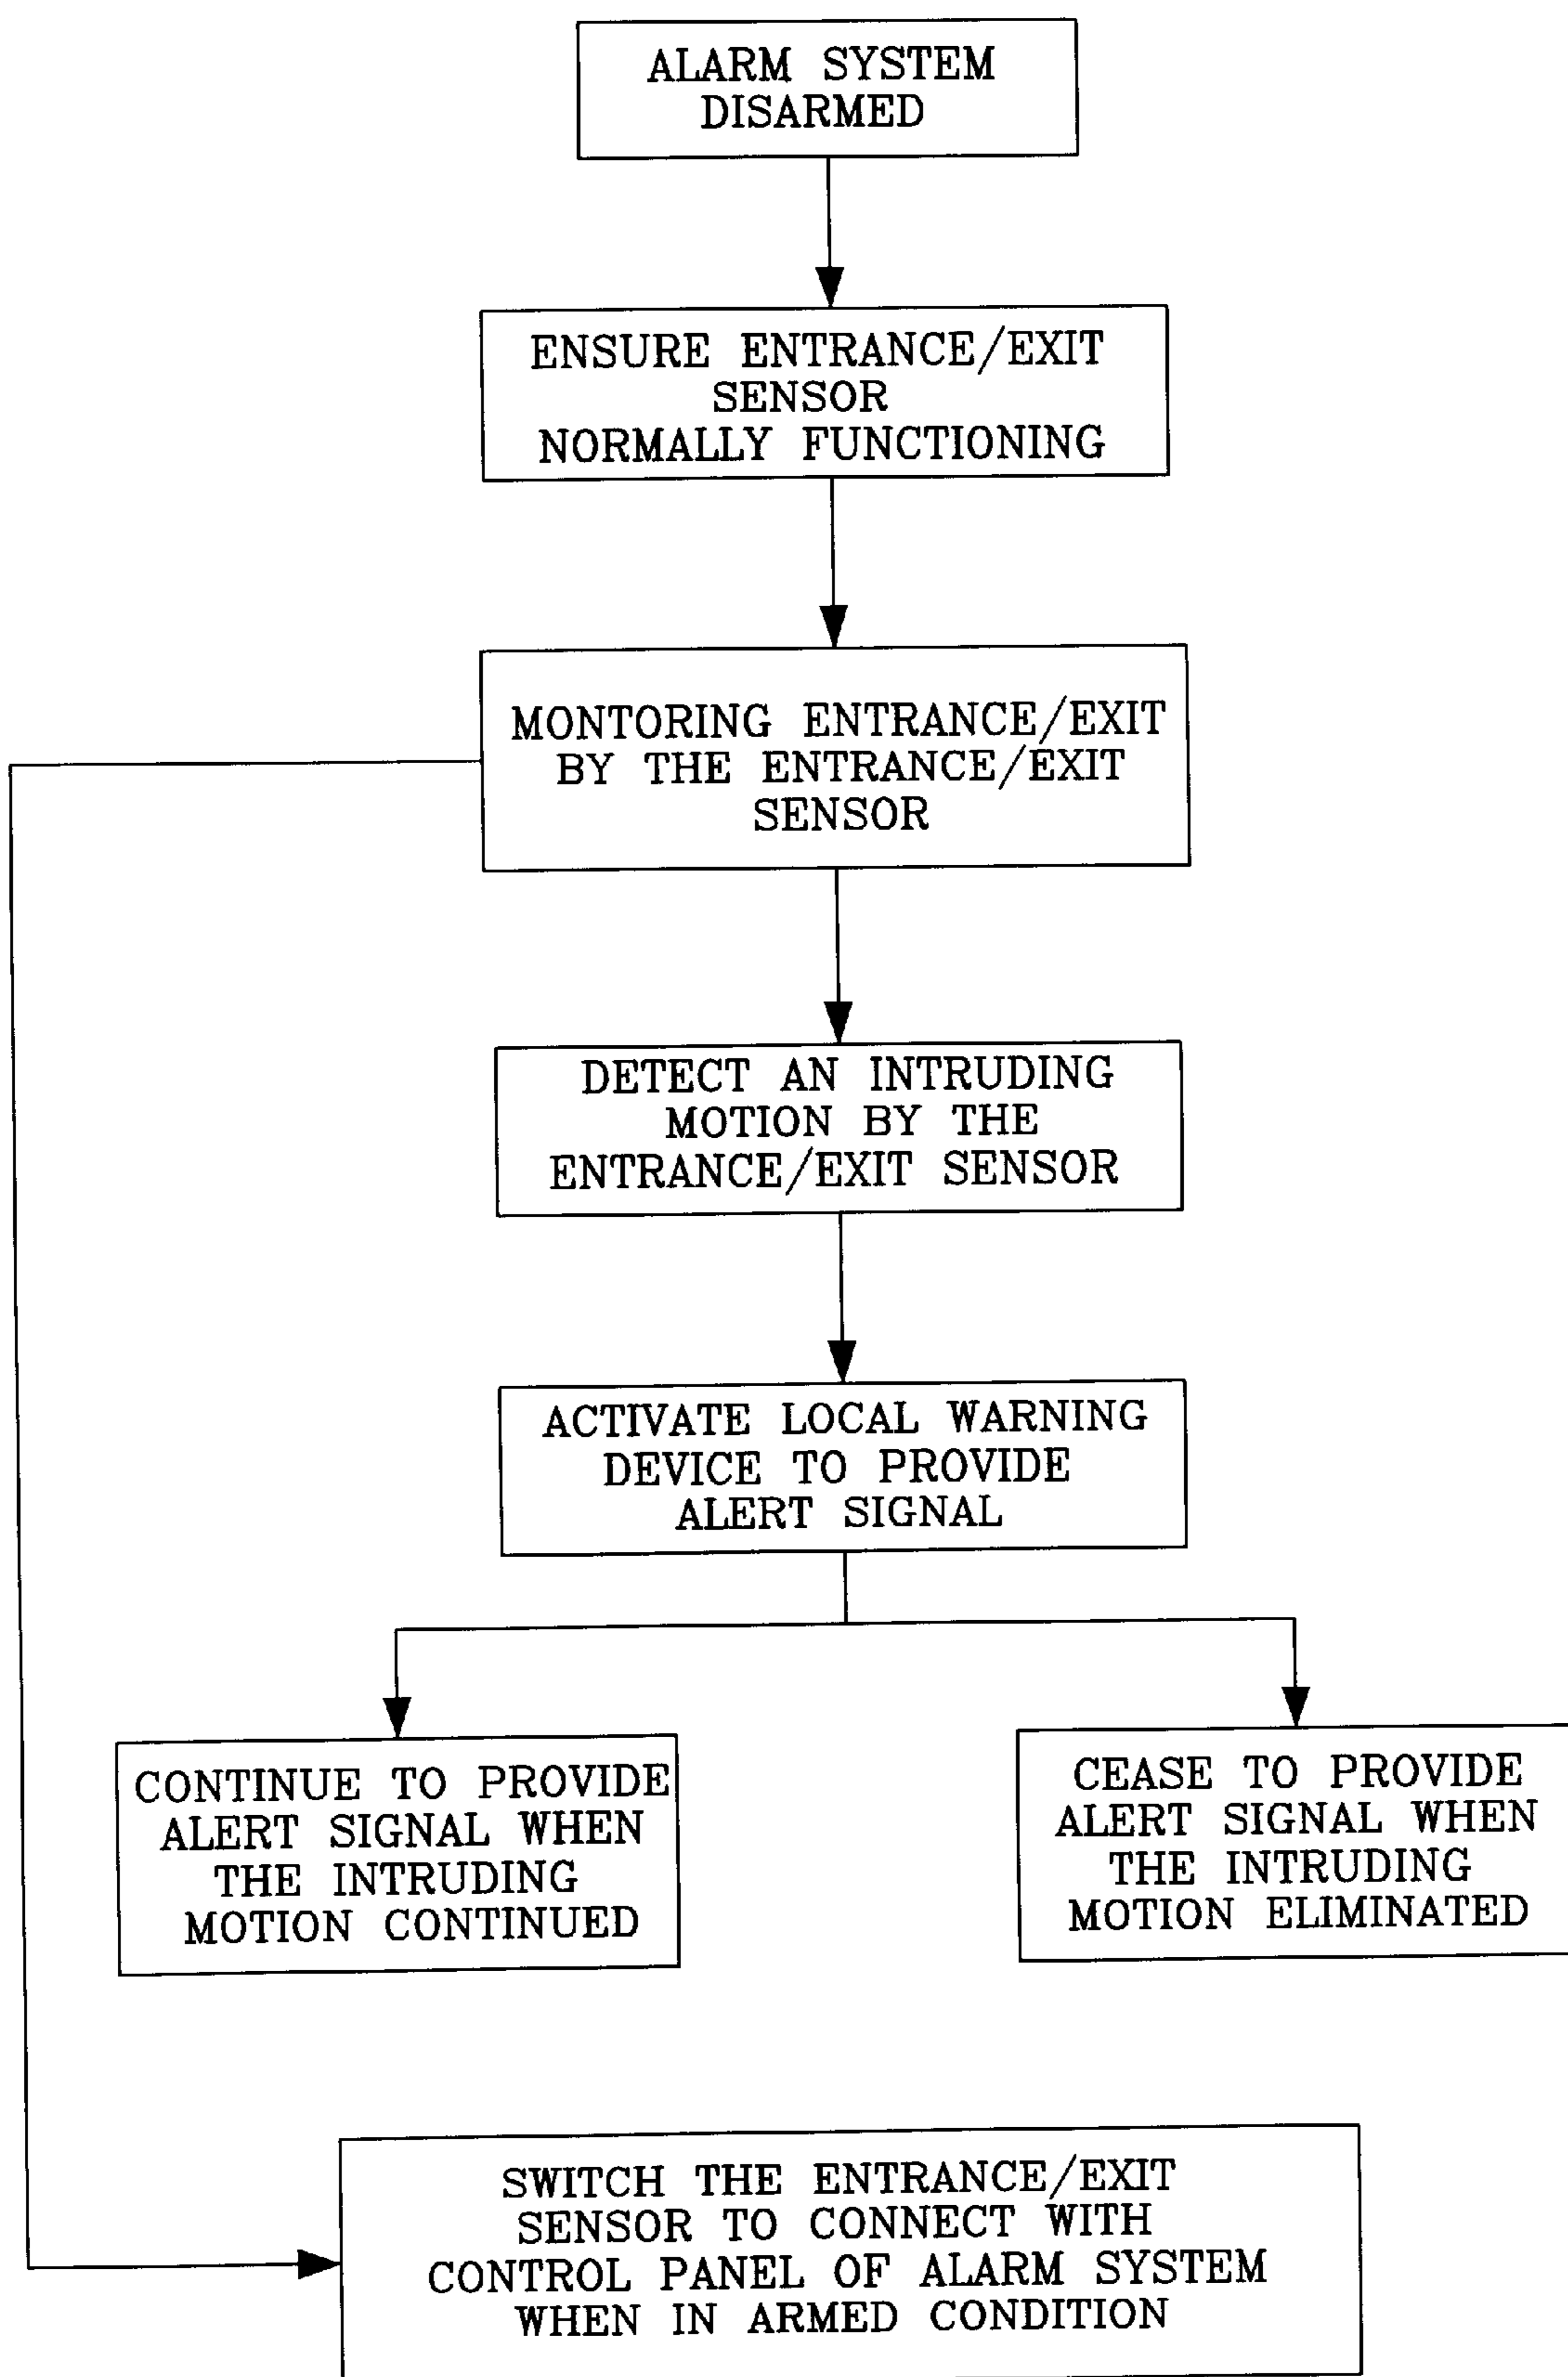 ALARM SYSTEM
DISARMED
ENSURE ENTRANCE/EXIT
SENSOR
NORMALLY FUNCTIONING
MONTORING ENTRANCE/EXIT
BY THE ENTRANCE/EXIT
SENSOR
DETECT AN INTRUDING
MOTION BY THE
ENTRANCE/EXIT SENSOR
ACTIVATE LOCAL WARNING
DEVICE TO PROVIDE
ALERT SIGNAL
CONTINUE TO PROVIDE
ALERT SIGNAL WHEN
THE INTRUDING
MOTION CONTINUED
CEASE TO PROVIDE
ALERT SIGNAL WHEN
THE INTRUDING
MOTION ELIMINATED
SWITCH THE ENTRANCE/EXIT
SENSOR TO CONNECT WITH
CONTROL PANEL OF ALARM SYSTEM
WHEN IN ARMED CONDITION